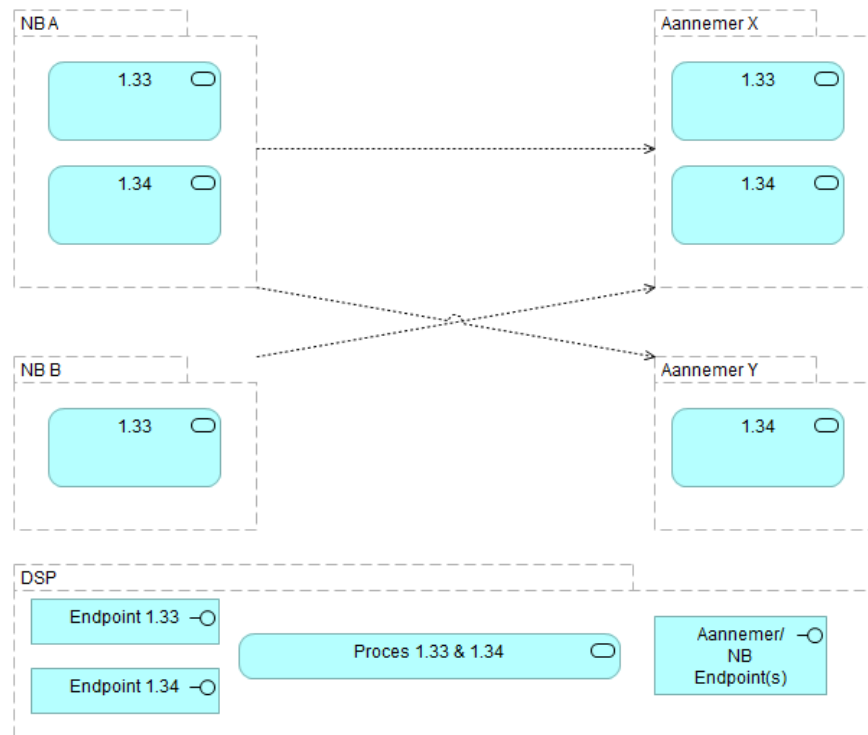 NB A
1.33
1.34
Aannemer X
1.33
1.34
NB B
1.33
Aannemer Y
1.34
DSP
Endpoint 1.33
Endpoint 1.34
Proces 1.33 & 1.34
Aannemer/
NB
Endpoint(s)